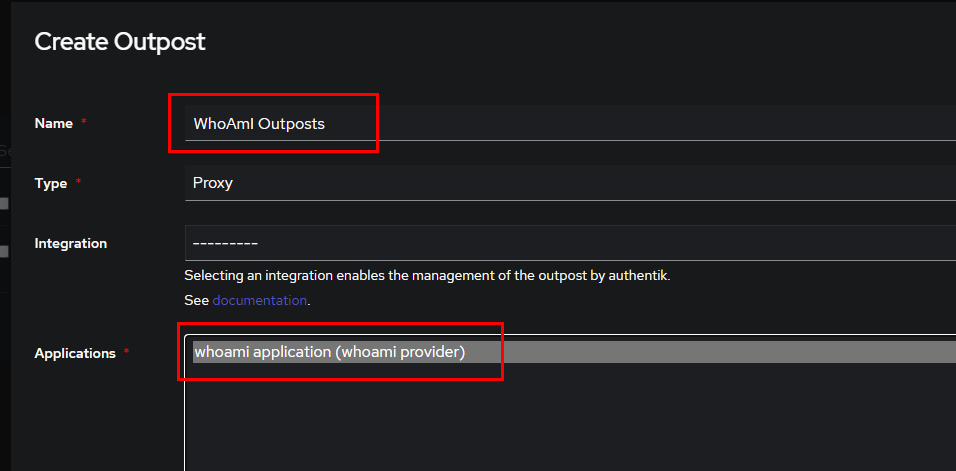 Create Outpost
Name *
WhoAmI Outposts
Type *
Proxy
Integration
---------
Selecting an integration enables the management of the outpost by authentik.
See documentation.
Applications *
whoami application (whoami provider)